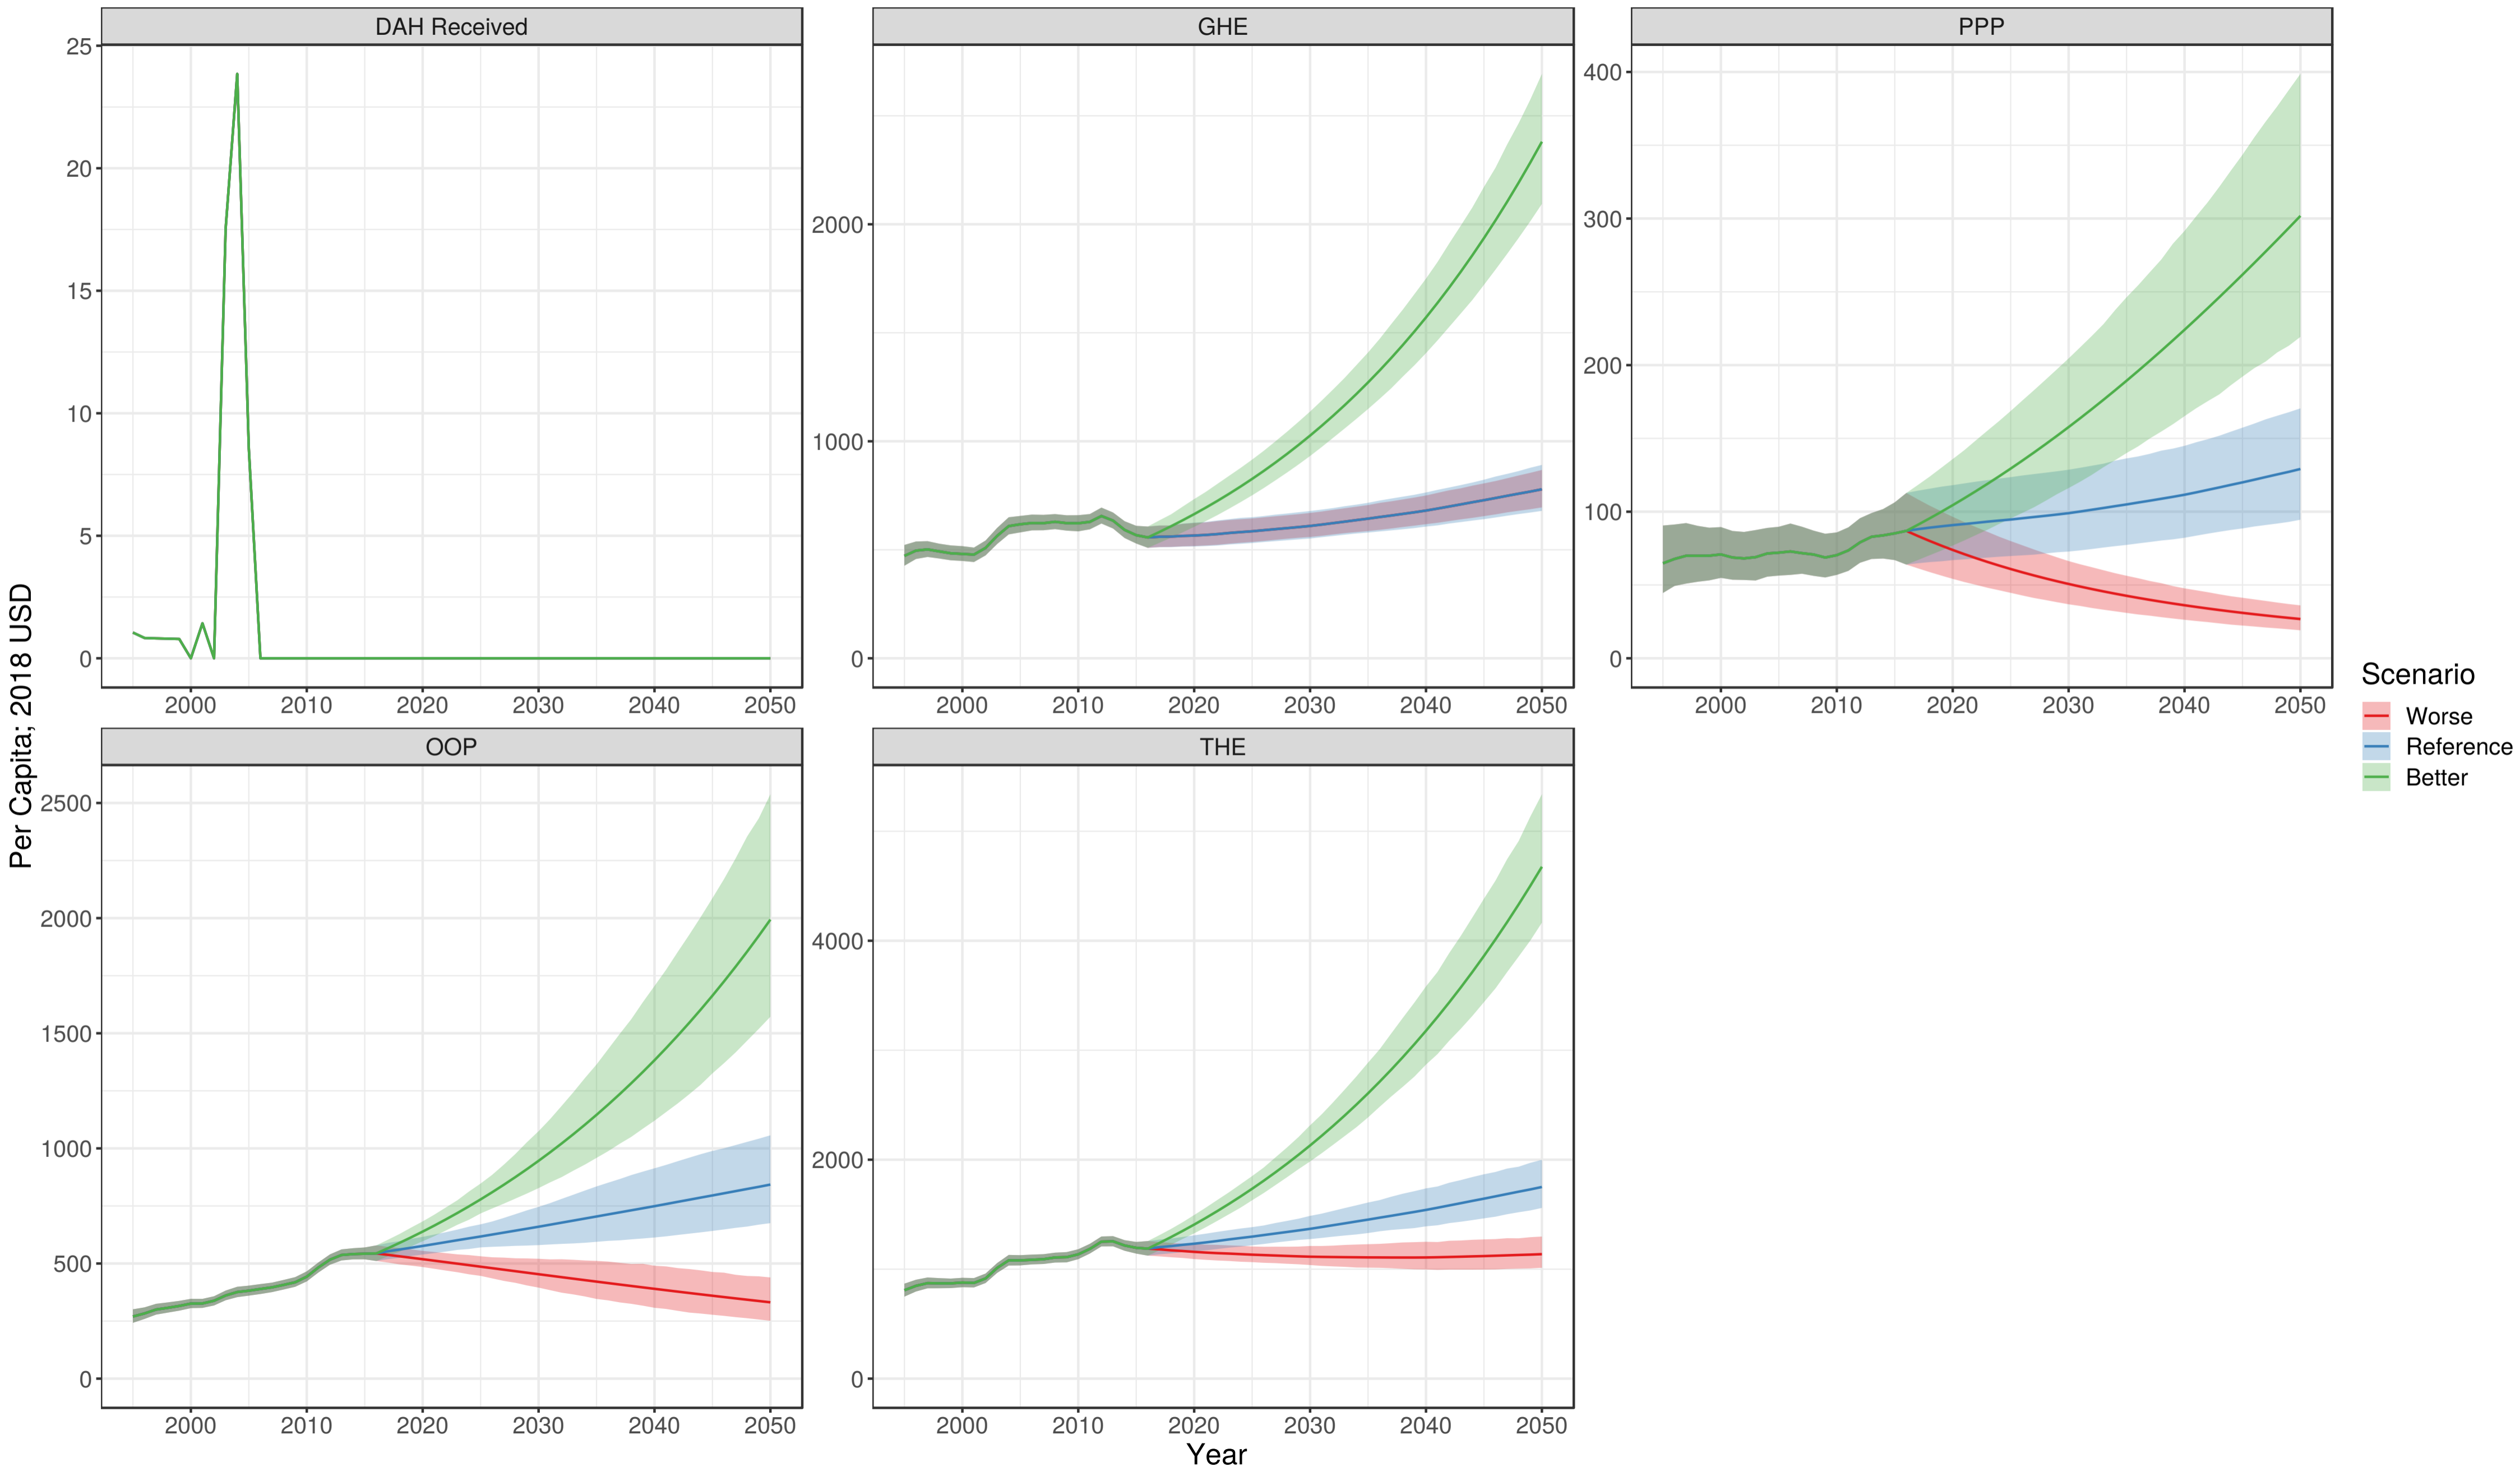 DAH Received
GHE
PPP
25
20
15
10
5
0
2000
1000
0
400
300
200
100
0
2000 2010 2020 2030 2040 2050
2000 2010 2020 2030 2040 2050
2000 2010 2020 2030 2040 2050
Per Capita; 2018 USD
OOP
THE
2500
2000
1500
1000
500
0
4000
2000
0
2000 2010 2020 2030 2040 2050
2000 2010 2020 2030 2040 2050
Year
Scenario
Worse
Reference
Better